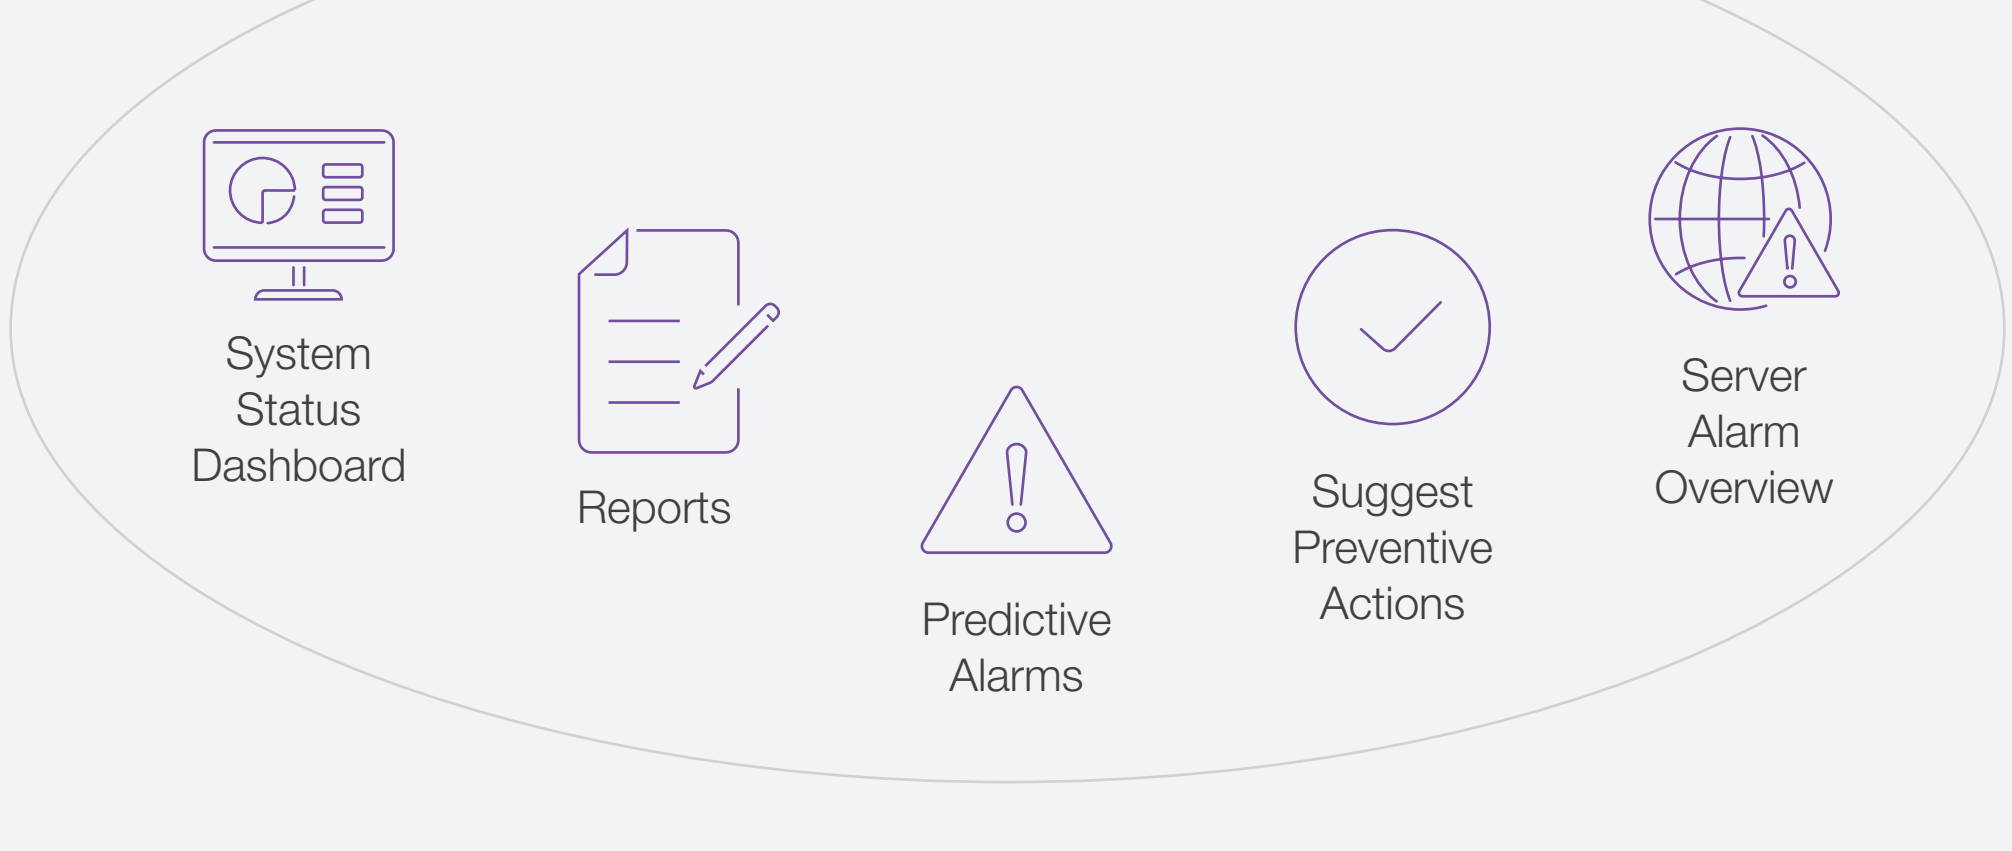 System
Status
Dashboard
Reports
Predictive
Alarms
Suggest
Preventive
Actions
Server
Alarm
Overview